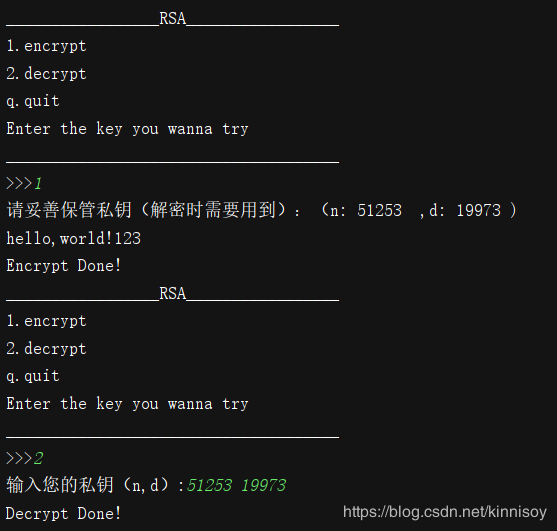 _________________RSA_________________
1.encrypt
2.decrypt
q.quit
Enter the key you wanna try
_____________________________________
>>>1
请妥善保管私钥（解密时需要用到）：（n: 51253  ,d: 19973 ）
hello,world!123
Encrypt Done!
_________________RSA_________________
1.encrypt
2.decrypt
q.quit
Enter the key you wanna try
_____________________________________
>>>2
输入您的私钥（n,d）:51253 19973
Decrypt Done!
https://blog.csdn.net/kinnisoy